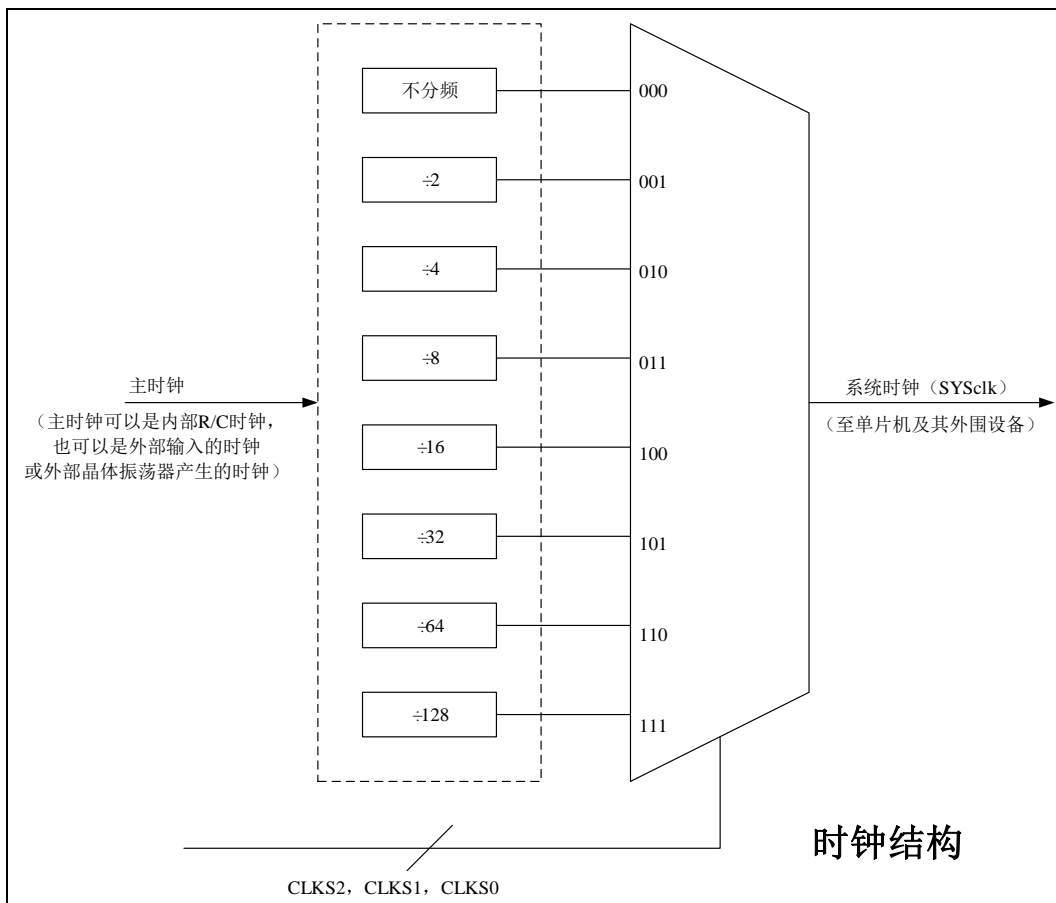 不分频
000
÷2
001
÷4
010
÷8
011
主时钟
（主时钟可以是内部R/C时钟，
也可以是外部输入的时钟
或外部晶体振荡器产生的时钟）
系统时钟（SYSclk）
（至单片机及其外围设备）
÷16
100
÷32
101
÷64
110
÷128
111
时钟结构
CLKS2，CLKS1，CLKS0